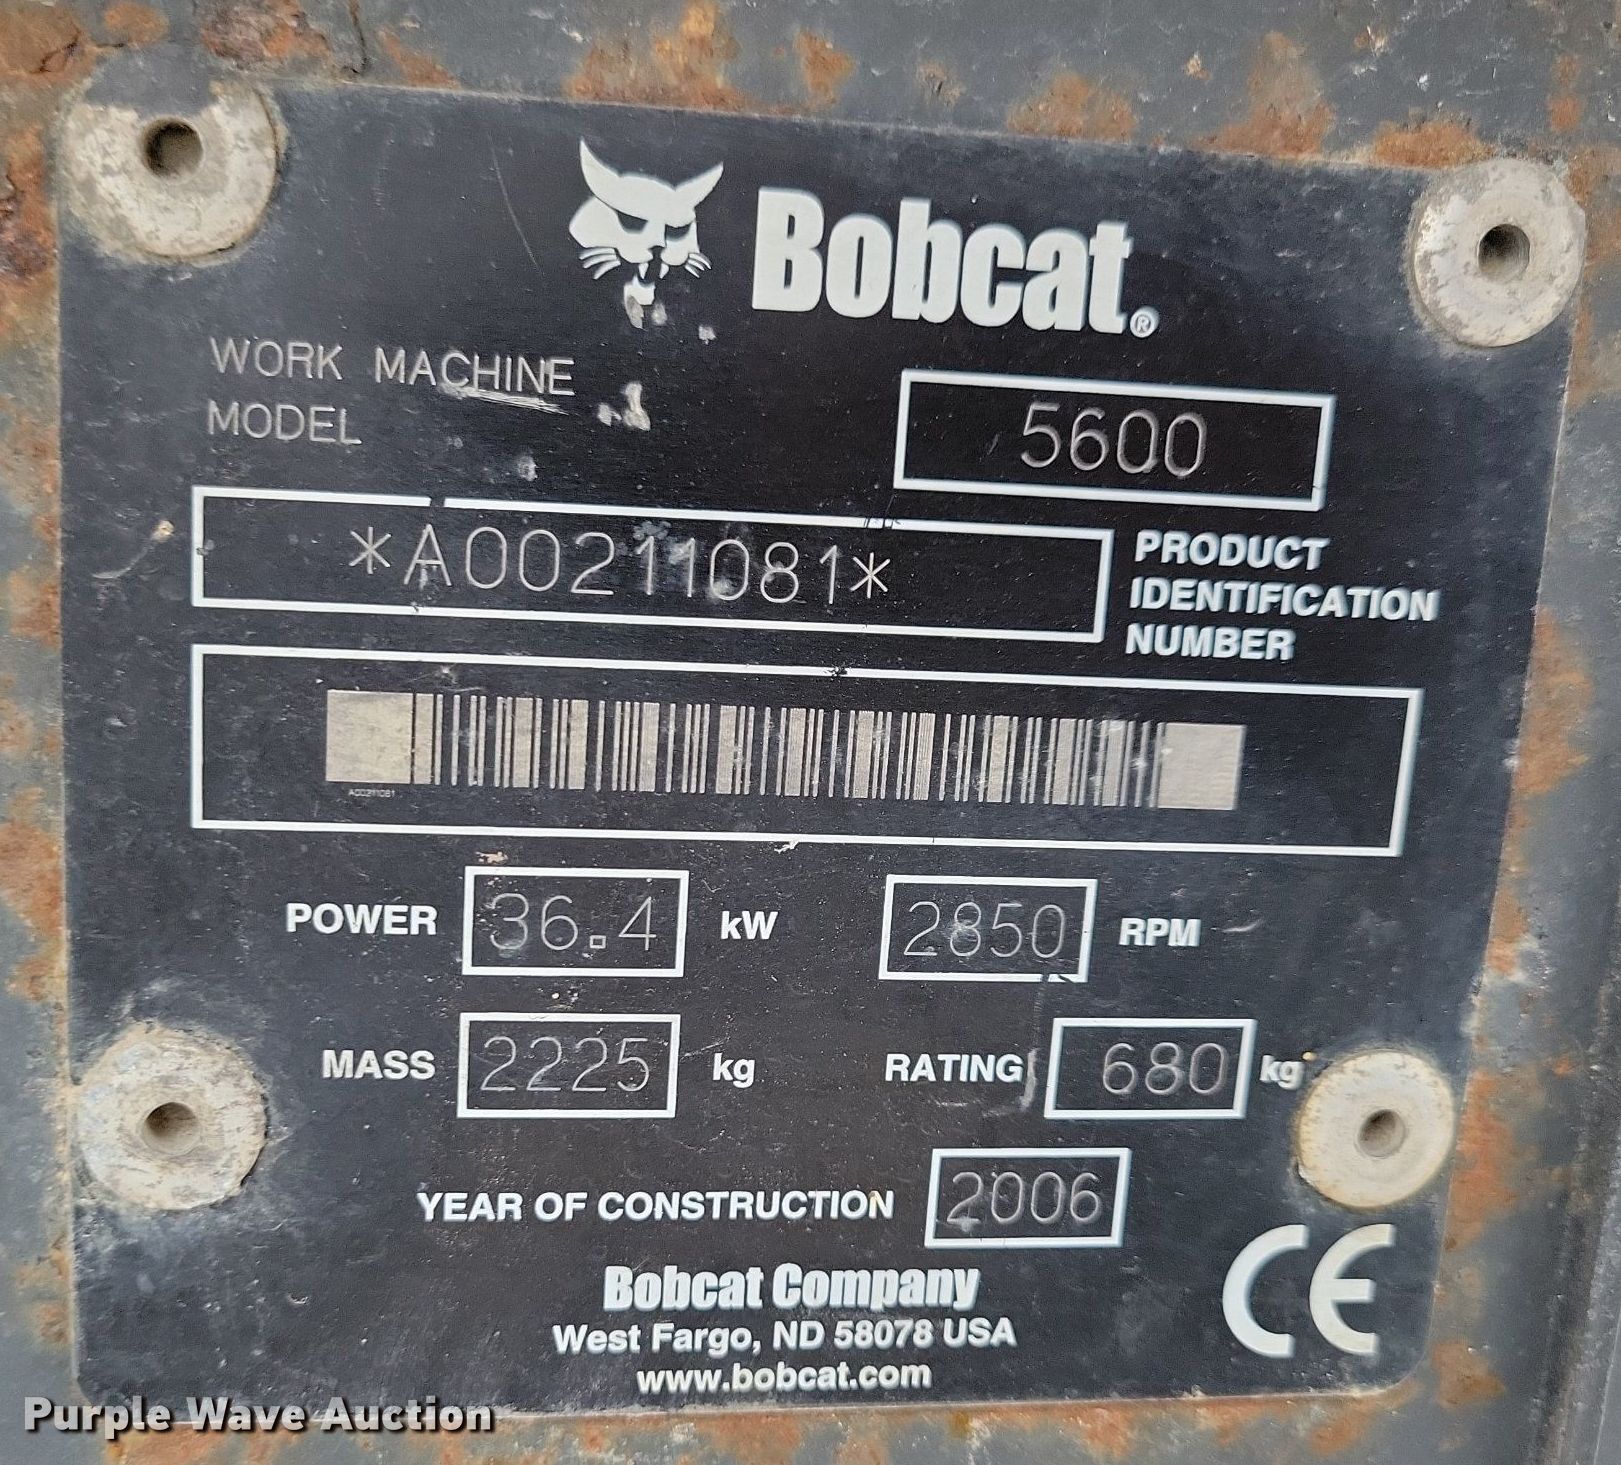 Bobcat®
WORK MACHINE
MODEL
5600
*A00211081*
PRODUCT
IDENTIFICATION
NUMBER
A00211081
POWER 36.4 kW 2850 RPM
MASS 2225 kg RATING 680 kg
YEAR OF CONSTRUCTION 2006
CE
Bobcat Company
West Fargo, ND 58078 USA
www.bobcat.com
Purple Wave Auction